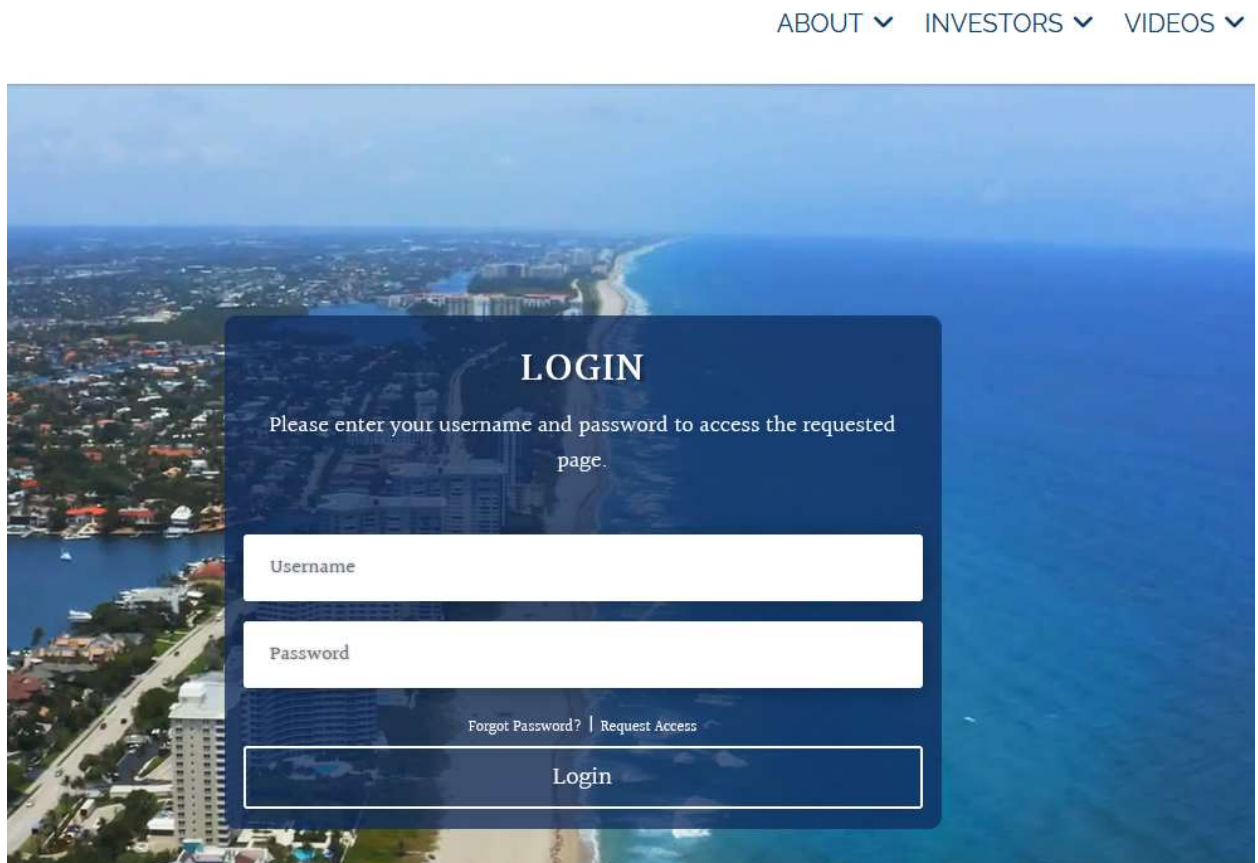 ABOUT INVESTORS VIDEOS
LOGIN
Please enter your username and password to access the requested
page.
Username
Password
Forgot Password? | Request Access
Login